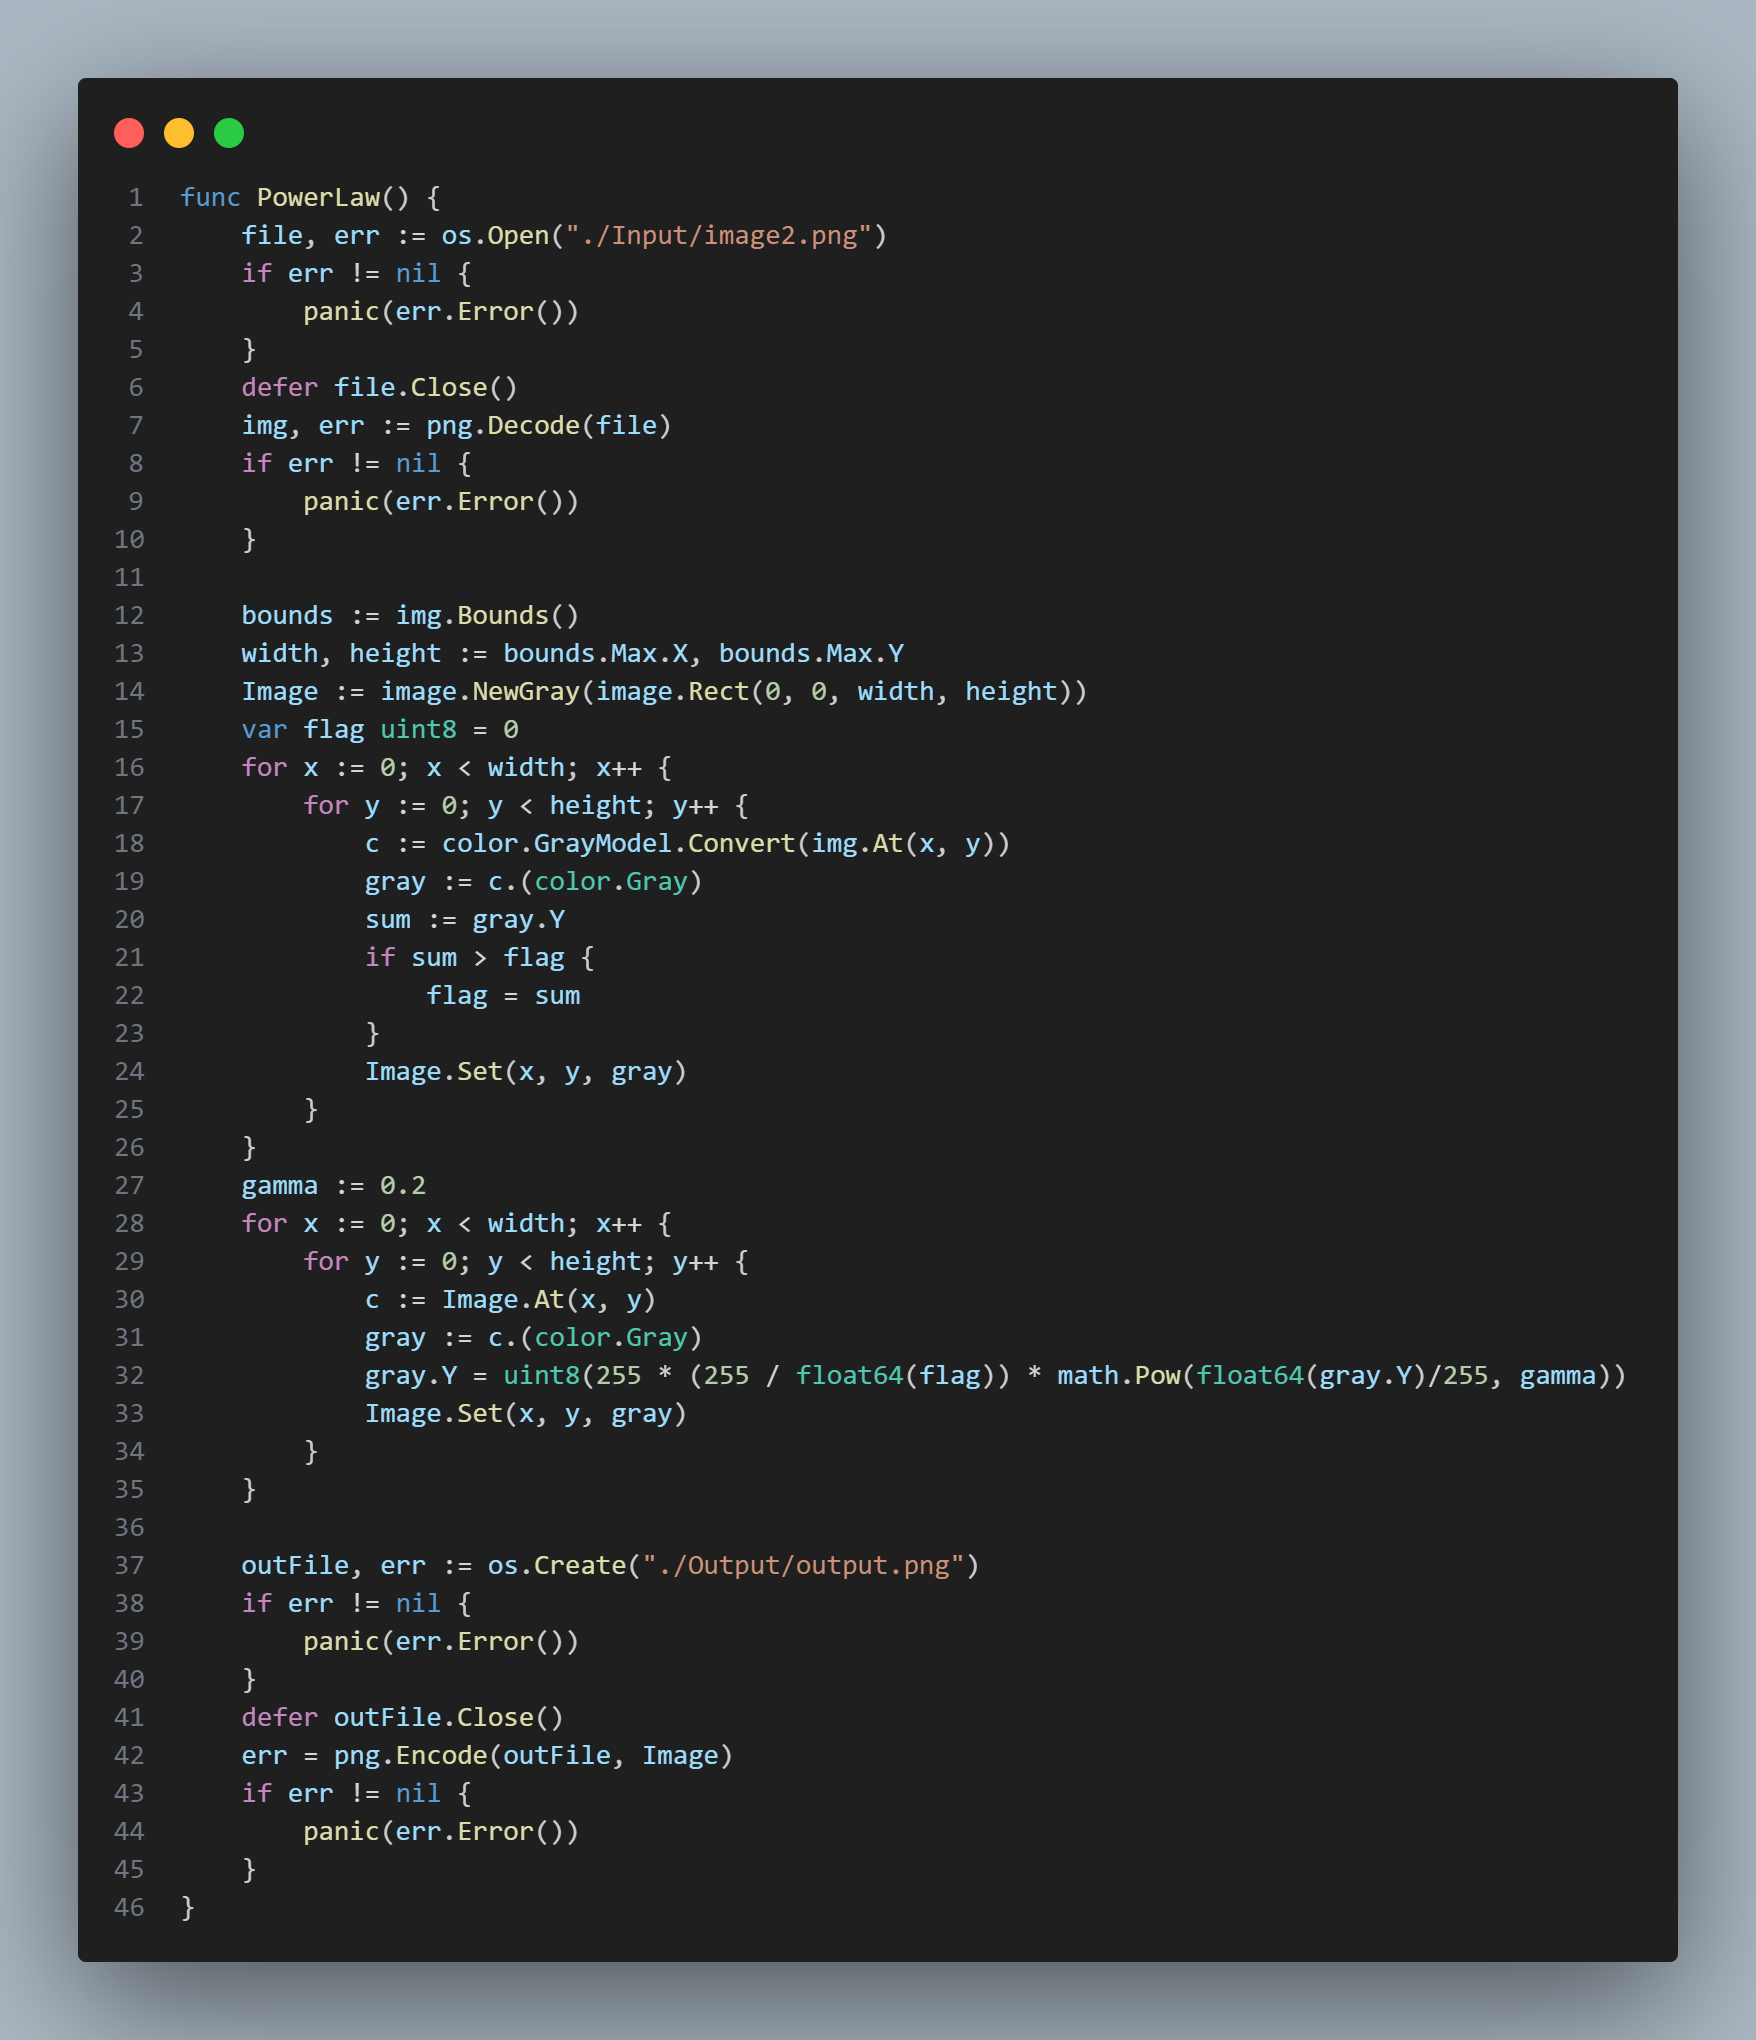 1 func PowerLaw() {
2     file, err := os.Open("./Input/image2.png")
3     if err != nil {
4         panic(err.Error())
5     }
6     defer file.Close()
7     img, err := png.Decode(file)
8     if err != nil {
9         panic(err.Error())
10     }
11
12     bounds := img.Bounds()
13     width, height := bounds.Max.X, bounds.Max.Y
14     Image := image.NewGray(image.Rect(0, 0, width, height))
15     var flag uint8 = 0
16     for x := 0; x < width; x++ {
17         for y := 0; y < height; y++ {
18             c := color.GrayModel.Convert(img.At(x, y))
19             gray := c.(color.Gray)
20             sum := gray.Y
21             if sum > flag {
22                 flag = sum
23             }
24             Image.Set(x, y, gray)
25         }
26     }
27     gamma := 0.2
28     for x := 0; x < width; x++ {
29         for y := 0; y < height; y++ {
30             c := Image.At(x, y)
31             gray := c.(color.Gray)
32             gray.Y = uint8(255 * (255 / float64(flag)) * math.Pow(float64(gray.Y)/255, gamma))
33             Image.Set(x, y, gray)
34         }
35     }
36
37     outFile, err := os.Create("./Output/output.png")
38     if err != nil {
39         panic(err.Error())
40     }
41     defer outFile.Close()
42     err = png.Encode(outFile, Image)
43     if err != nil {
44         panic(err.Error())
45     }
46 }